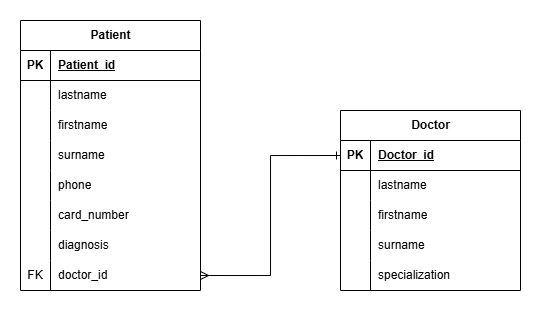 Patient
PK Patient_id
lastname
firstname
surname
phone
card_number
diagnosis
FK doctor_id
Doctor
PK Doctor_id
lastname
firstname
surname
specialization